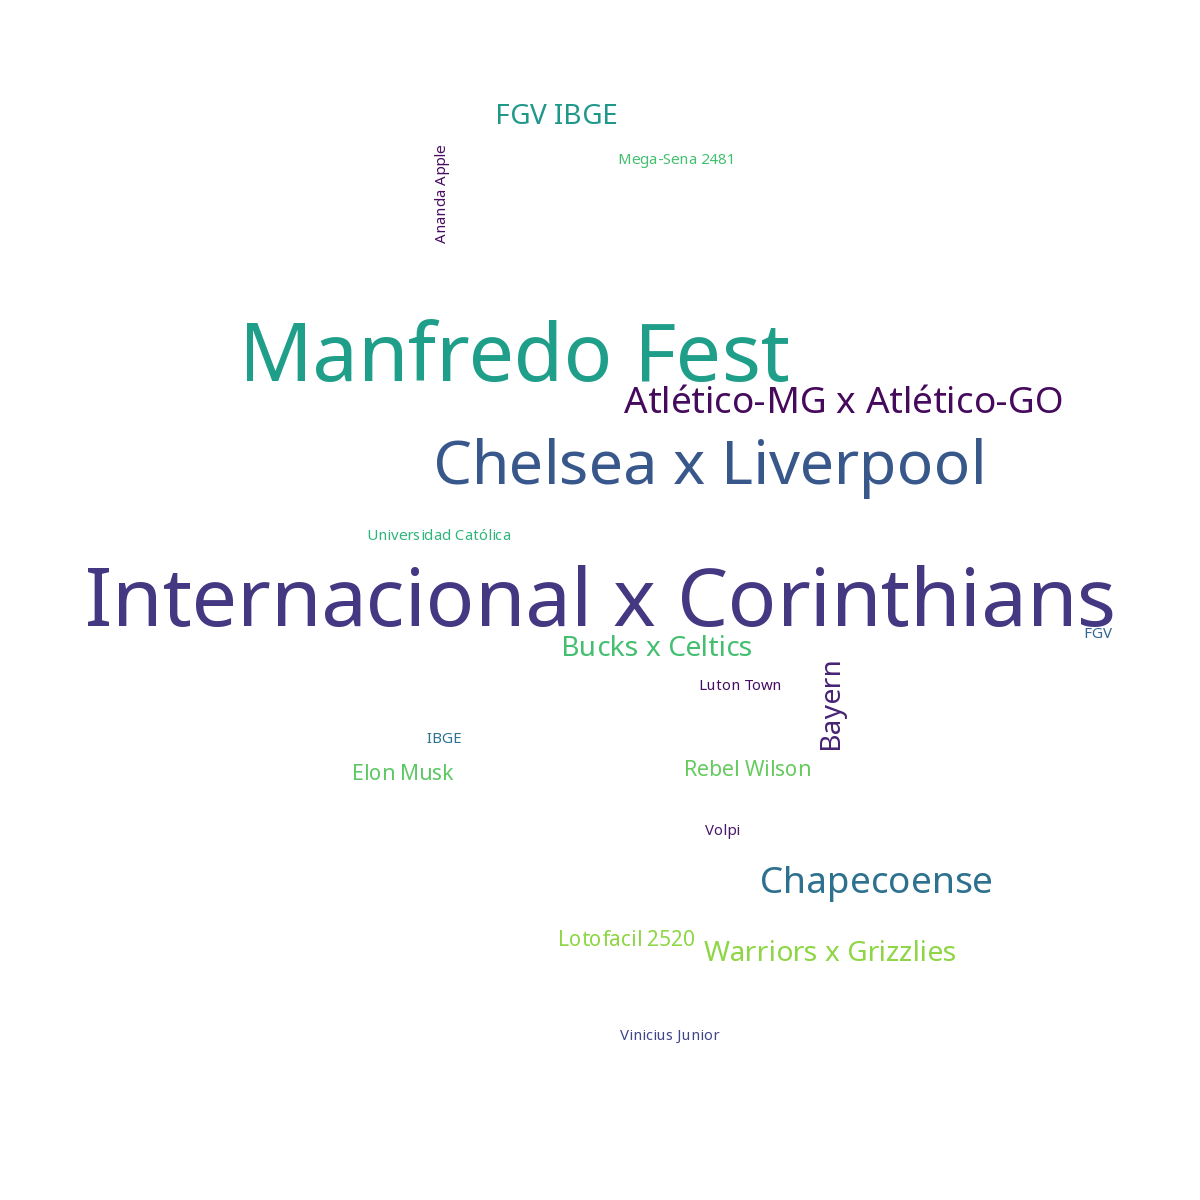 FGV IBGE
Mega-Sena 2481
Ananda Apple
Manfredo Fest
Atlético-MG x Atlético-GO
Chelsea x Liverpool
Universidad Católica
Internacional x Corinthians
FGV
Bucks x Celtics
Luton Town
Bayern
IBGE
Elon Musk
Rebel Wilson
Volpi
Chapecoense
Lotofacil 2520
Warriors x Grizzlies
Vinicius Junior